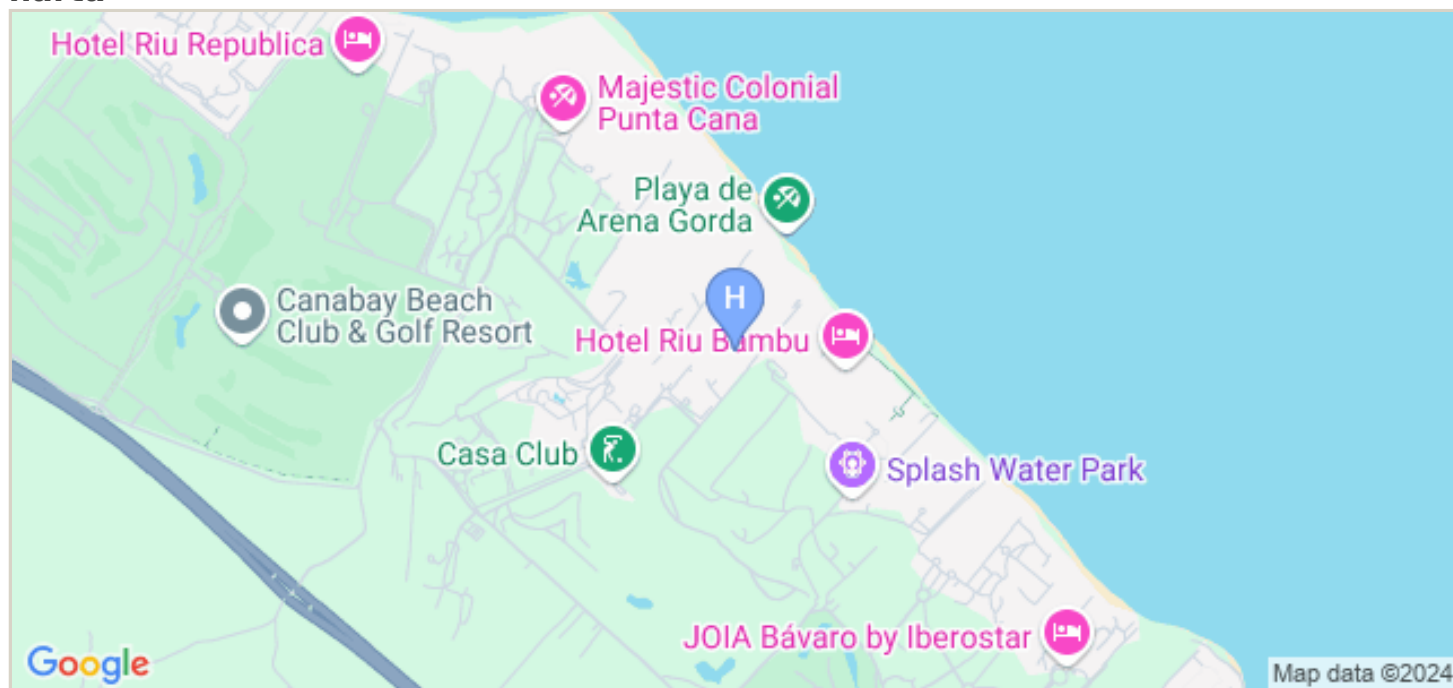 Hotel Riu Republica
Majestic Colonial
Punta Cana
Playa de
Arena Gorda
H
Canabay Beach
Club & Golf Resort
Hotel Riu Bambu
Casa Club
Splash Water Park
JOIA Bávaro by Iberostar
Google
Map data ©2024